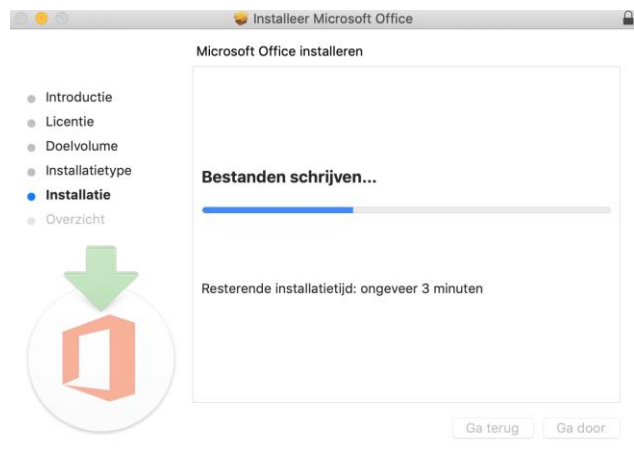 Installeer Microsoft Office
Microsoft Office installeren
Introductie
Licentie
Doelvolume
Installatietype
Installatie
Overzicht
Bestanden schrijven...
Resterende installatietijd: ongeveer 3 minuten
Ga terug
Ga door